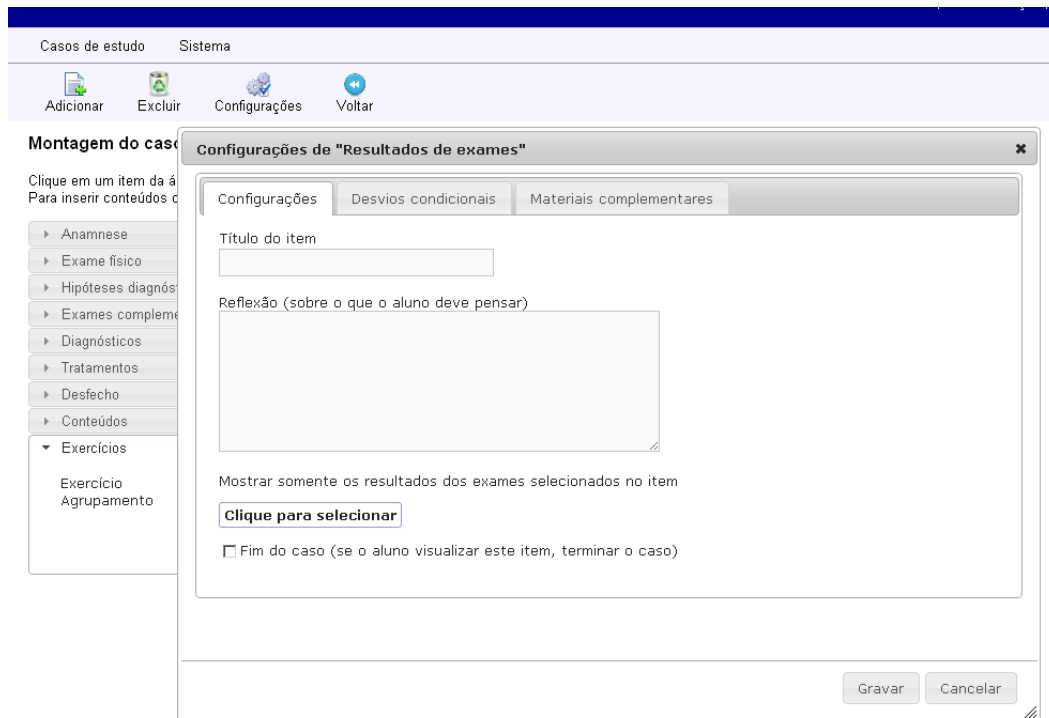 Casos de estudo Sistema
Adicionar Excluir Configurações Voltar
Montagem do caso
Configurações de "Resultados de exames"
Clique em um item da á
Para inserir conteúdos
Configurações Desvios condicionais Materiais complementares
Anamnese
Exame físico
Hipóteses diagnós
Exames compleme
Diagnósticos
Tratamentos
Desfecho
Conteúdos
Exercícios
Exercício
Agrupamento
Título do item
Reflexão (sobre o que o aluno deve pensar)
Mostrar somente os resultados dos exames selecionados no item
Clique para selecionar
Fim do caso (se o aluno visualizar este item, terminar o caso)
Gravar Cancelar